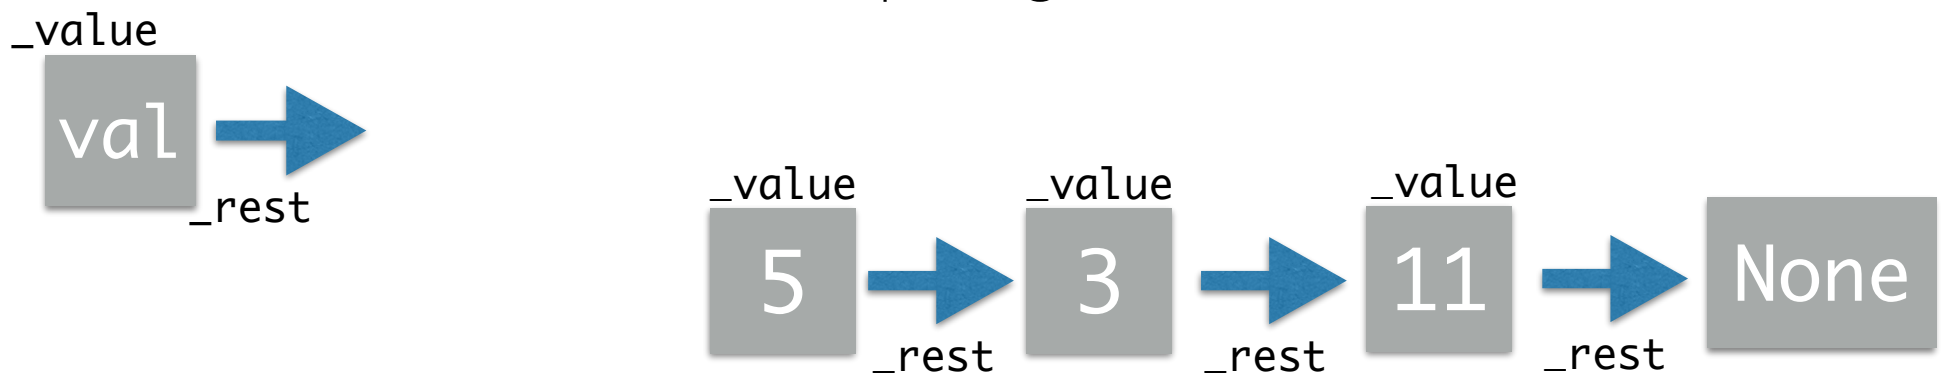 _value
val
_rest
_value _value _value
5 3 11 None
_rest _rest _rest